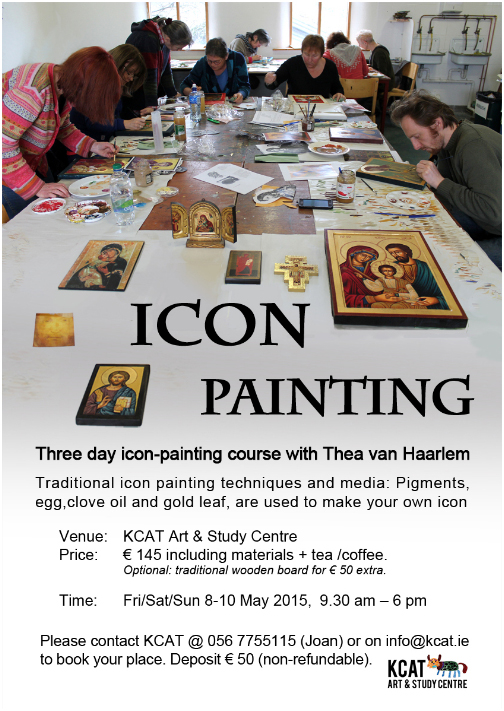 ICON
PAINTING
Three day icon-painting course with Thea van Haarlem
Traditional icon painting techniques and media: Pigments,
egg,clove oil and gold leaf, are used to make your own icon
Venue: KCAT Art & Study Centre
Price: € 145 including materials + tea /coffee.
Optional: traditional wooden board for € 50 extra.
Time: Fri/Sat/Sun 8-10 May 2015, 9.30 am – 6 pm
Please contact KCAT @ 056 7755115 (Joan) or on info@kcat.ie
to book your place. Deposit € 50 (non-refundable).
KCAT
ART & STUDY CENTRE